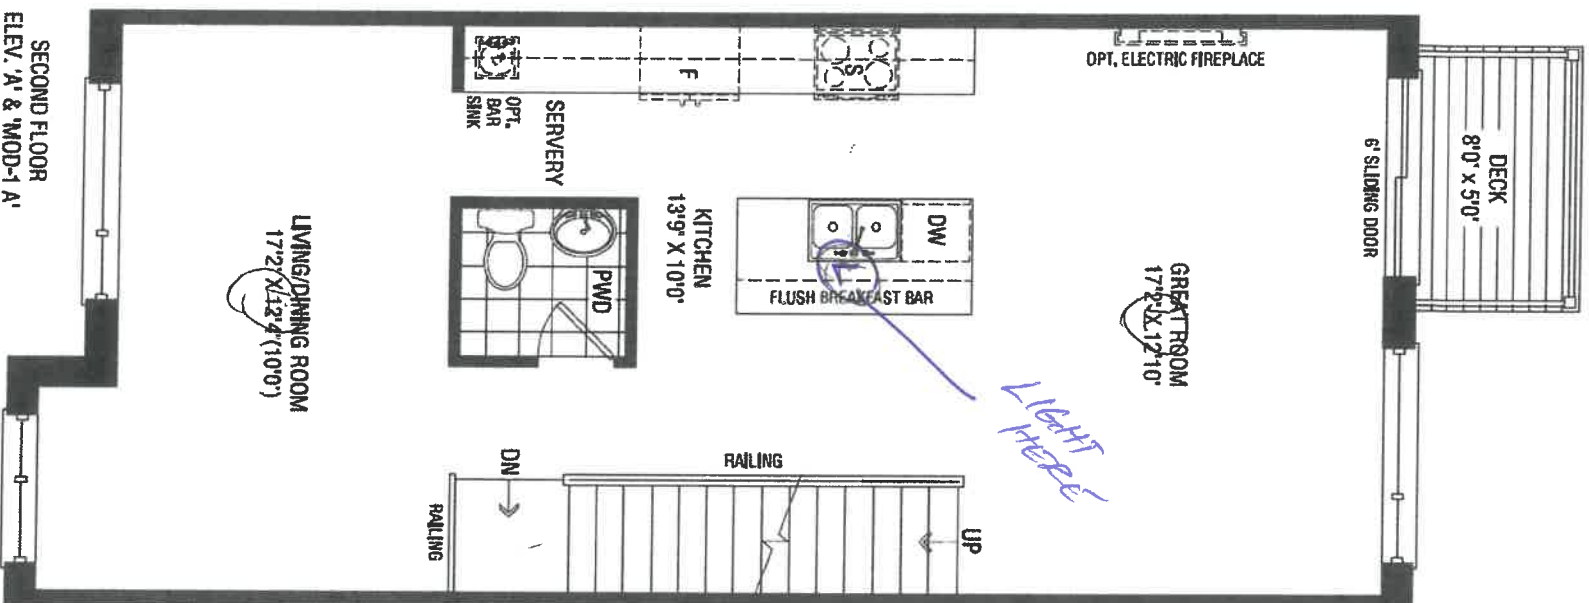 DECK
8'0" x 5'0"
6' SLIDING DOOR
OPT. ELECTRIC FIREPLACE
GREAT ROOM
17'2" X 12'10"
LIGHT
HERE
S
DW
FLUSH BREAKFAST BAR
F
KITCHEN
13'9" X 10'0"
UP
RAILING
SERVERY
OPT.
BAR
SINK
PWD
DN
RAILING
LIVING/DINING ROOM
17'2" X 12'4" (10'0")
SECOND FLOOR
ELEV. 'A' & 'MOD-1 A'